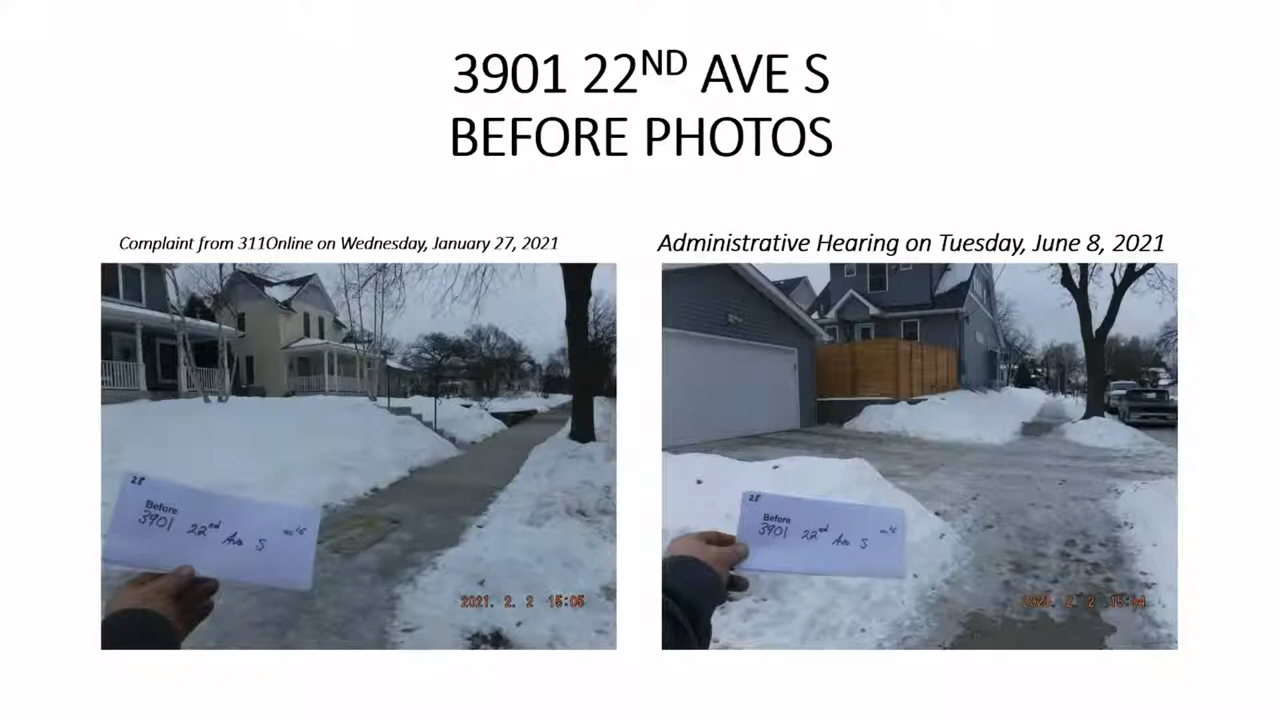 3901 22ND AVE S
BEFORE PHOTOS
Complaint from 311Online on Wednesday, January 27, 2021
Administrative Hearing on Tuesday, June 8, 2021
28
Before
3901 22nd Ave S
2021. 2. 2 15:05
28
Before
3901 22nd Ave S
2021. 2. 2 15:04